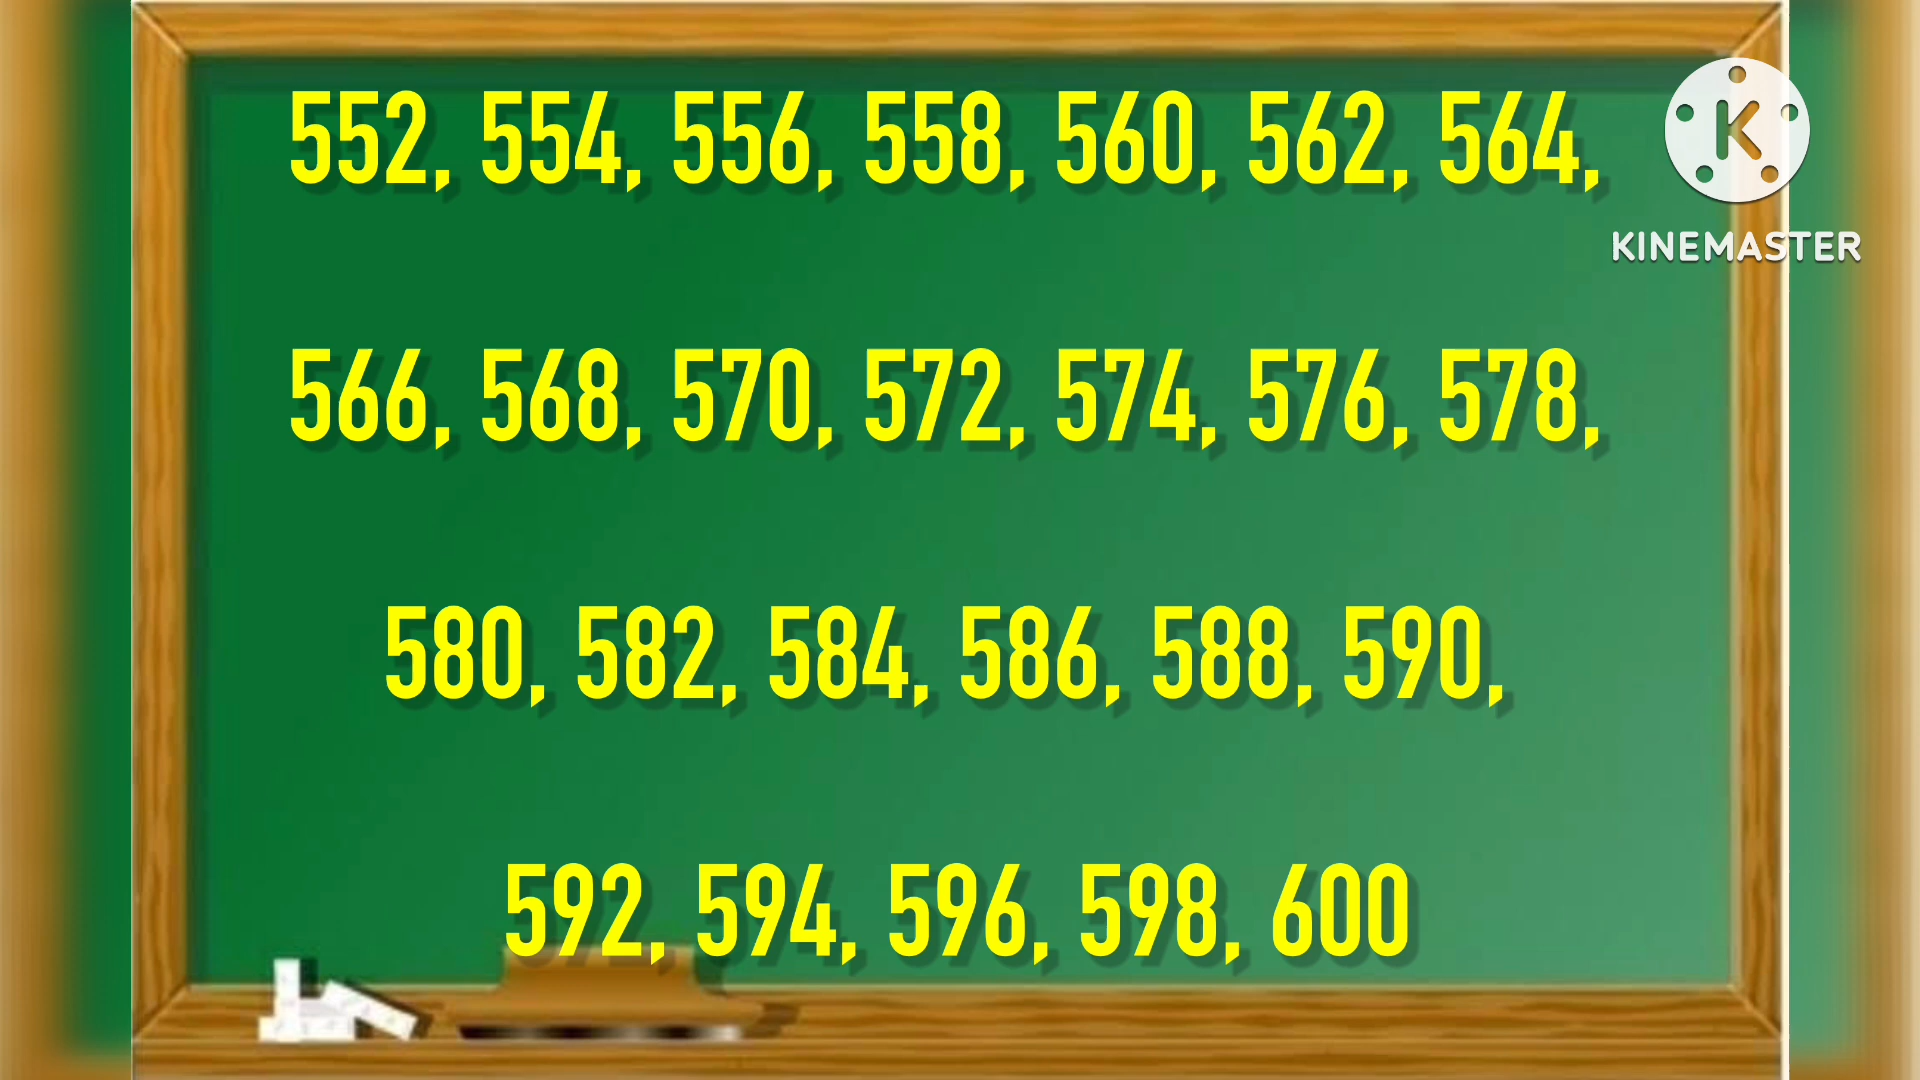 552, 554, 556, 558, 560, 562, 564,
K
KINEMASTER
566, 568, 570, 572, 574, 576, 578,
580, 582, 584, 586, 588, 590,
592, 594, 596, 598, 600